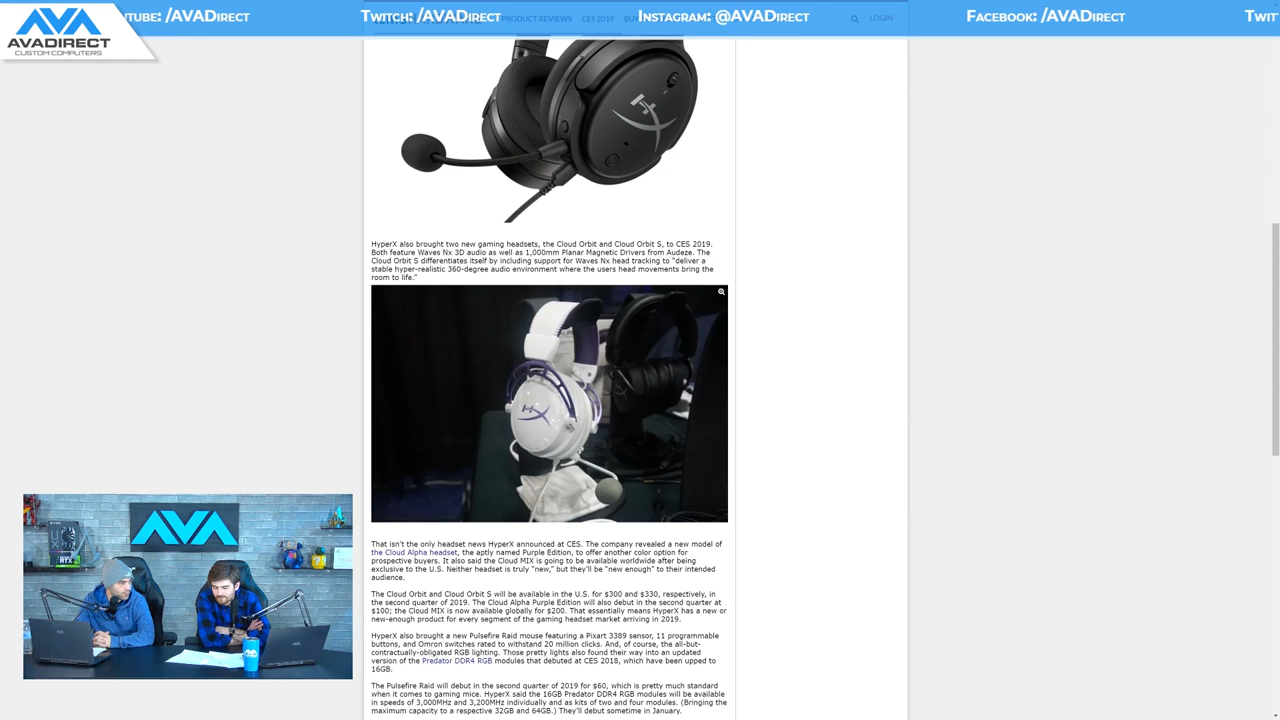 UTUBE: /AVADirect
Twitch: /AVADirect
Instagram: @AVADirect
Facebook: /AVADirect
Twit
PRODUCT REVIEWS
CES 2019
LOGIN
AVADIRECT
CUSTOM COMPUTERS
HX
HyperX also brought two new gaming headsets, the Cloud Orbit and Cloud Orbit S, to CES 2019.
Both feature Waves Nx 3D audio as well as 1,000mm Planar Magnetic Drivers from Audeze. The
Cloud Orbit S differentiates itself by including support for Waves Nx head tracking to "deliver a
stable hyper-realistic 360-degree audio environment where the users head movements bring the
room to life."
HX
That isn't the only headset news HyperX announced at CES. The company revealed a new model of
the Cloud Alpha headset, the aptly named Purple Edition, to offer another color option for
prospective buyers. It also said the Cloud MIX is going to be available worldwide after being
exclusive to the U.S. Neither headset is truly "new," but they'll be "new enough" to their intended
audience.
The Cloud Orbit and Cloud Orbit S will be available in the U.S. for $300 and $330, respectively, in
the second quarter of 2019. The Cloud Alpha Purple Edition will also debut in the second quarter at
$100; the Cloud MIX is now available globally for $200. That essentially means HyperX has a new or
new-enough product for every segment of the gaming headset market arriving in 2019.
HyperX also brought a new Pulsefire Raid mouse featuring a Pixart 3389 sensor, 11 programmable
buttons, and Omron switches rated to withstand 20 million clicks. And, of course, the all-but-
contractually-obligated RGB lighting. Those pretty lights also found their way into an updated
version of the Predator DDR4 RGB modules that debuted at CES 2018, which have been upped to
16GB.
The Pulsefire Raid will debut in the second quarter of 2019 for $60, which is pretty much standard
when it comes to gaming mice. HyperX said the 16GB Predator DDR4 RGB modules will be available
in speeds of 3,000MHz and 3,200MHz individually and as kits of two and four modules. (Bringing the
maximum capacity to a respective 32GB and 64GB.) They'll debut sometime in January.
AVA
RTX